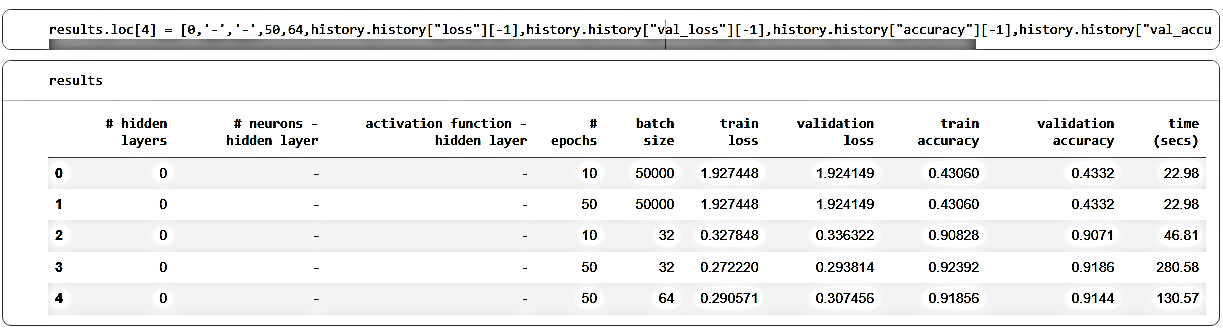 results.loc[4] = [0,'-','-',50,64,history.history["loss"][-1],history.history["val_loss"][-1],history.history["accuracy"][-1],history.history["val_accu
results
# hidden layers # neurons - hidden layer activation function - hidden layer # epochs batch size train loss validation loss train accuracy validation accuracy time (secs)
0 0 - - 10 50000 1.927448 1.924149 0.43060 0.4332 22.98
1 0 - - 50 50000 1.927448 1.924149 0.43060 0.4332 22.98
2 0 - - 10 32 0.327848 0.336322 0.90828 0.9071 46.81
3 0 - - 50 32 0.272220 0.293814 0.92392 0.9186 280.58
4 0 - - 50 64 0.290571 0.307456 0.91856 0.9144 130.57